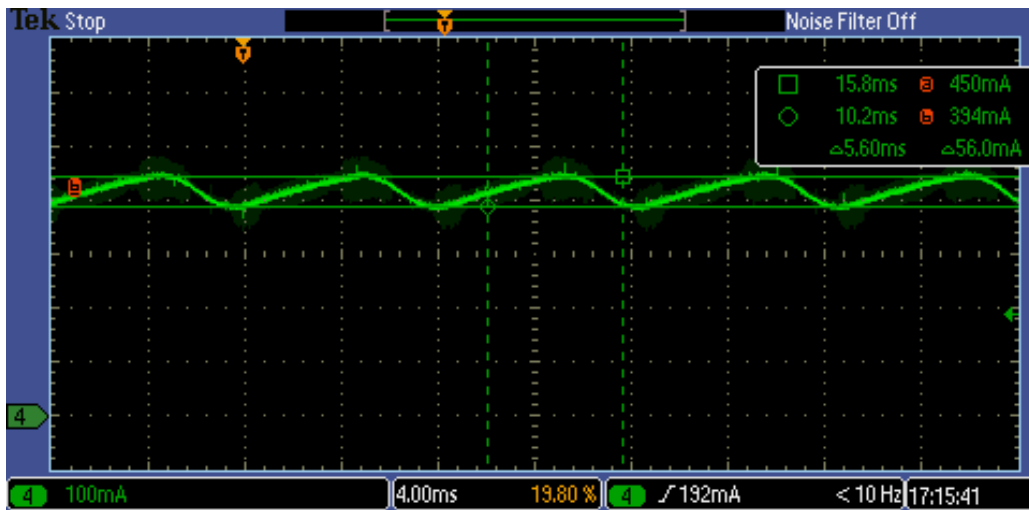 Tek Stop Noise Filter Off
T
T
15.8ms a 450mA
10.2ms b 394mA
△5.60ms △56.0mA
b
4
4 100mA 4.00ms 19.80 % 4 192mA < 10 Hz 17:15:41